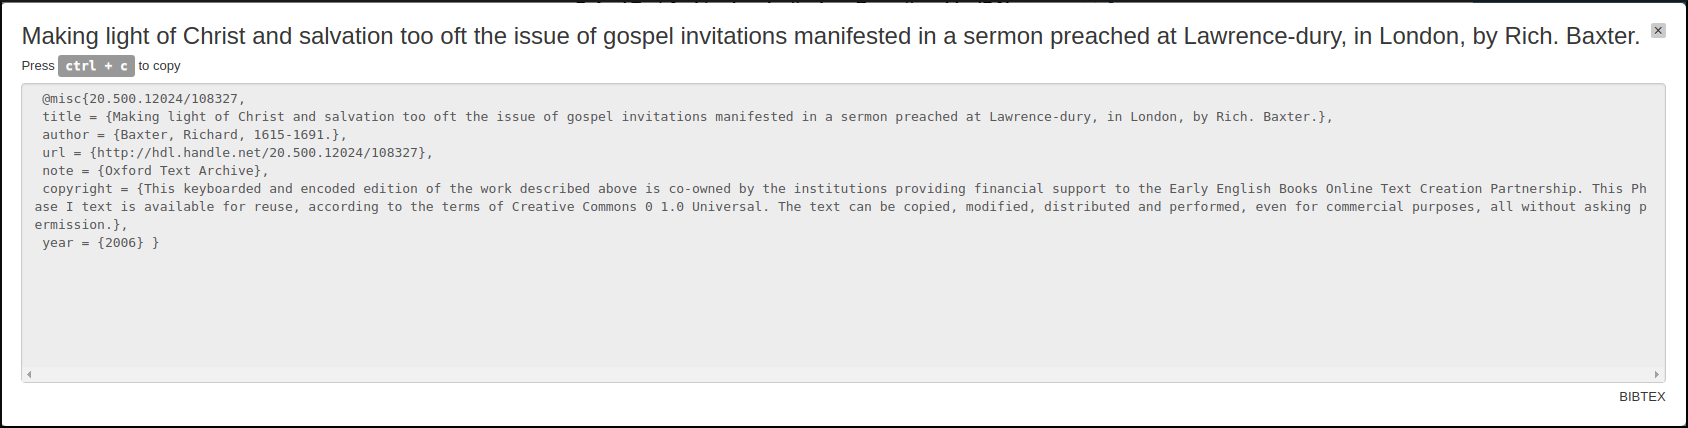 Making light of Christ and salvation too oft the issue of gospel invitations manifested in a sermon preached at Lawrence-dury, in London, by Rich. Baxter.
Press ctrl + c to copy
@misc{20.500.12024/108327,
title = {Making light of Christ and salvation too oft the issue of gospel invitations manifested in a sermon preached at Lawrence-dury, in London, by Rich. Baxter.},
author = {Baxter, Richard, 1615-1691.},
url = {http://hdl.handle.net/20.500.12024/108327},
note = {Oxford Text Archive},
copyright = {This keyboarded and encoded edition of the work described above is co-owned by the institutions providing financial support to the Early English Books Online Text Creation Partnership. This Ph
ase I text is available for reuse, according to the terms of Creative Commons 0 1.0 Universal. The text can be copied, modified, distributed and performed, even for commercial purposes, all without asking p
ermission.},
year = {2006} }
BIBTEX